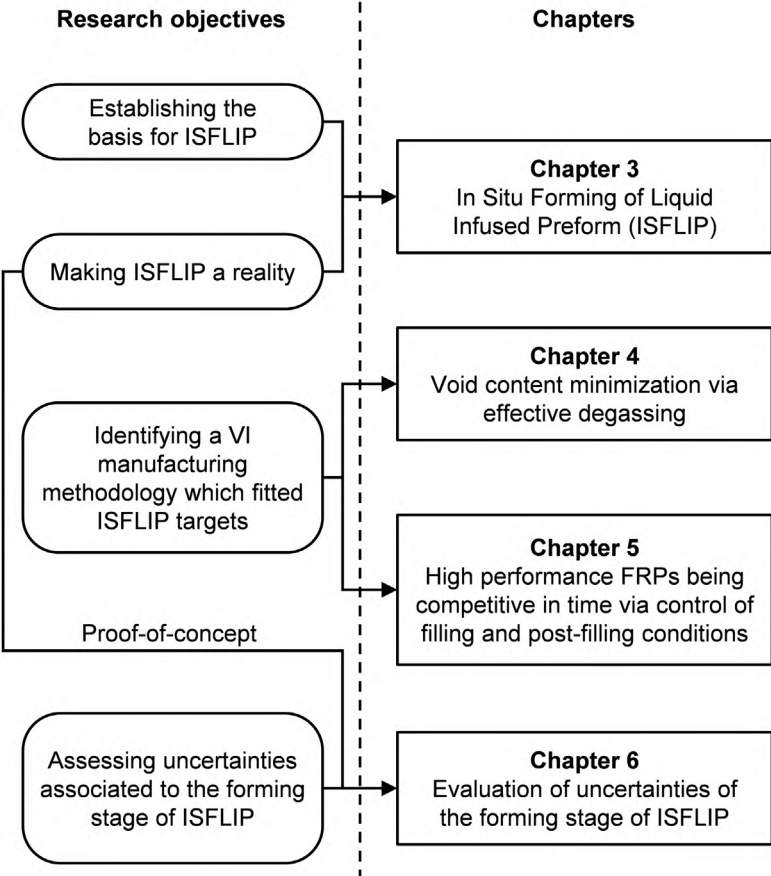 Research objectives
Chapters
Establishing the
basis for ISFLIP
Chapter 3
In Situ Forming of Liquid
Infused Preform (ISFLIP)
Making ISFLIP a reality
Chapter 4
Void content minimization via
effective degassing
Identifying a VI
manufacturing
methodology which fitted
ISFLIP targets
Chapter 5
High performance FRPs being
competitive in time via control of
filling and post-filling conditions
Proof-of-concept
Assessing uncertainties
associated to the forming
stage of ISFLIP
Chapter 6
Evaluation of uncertainties of
the forming stage of ISFLIP